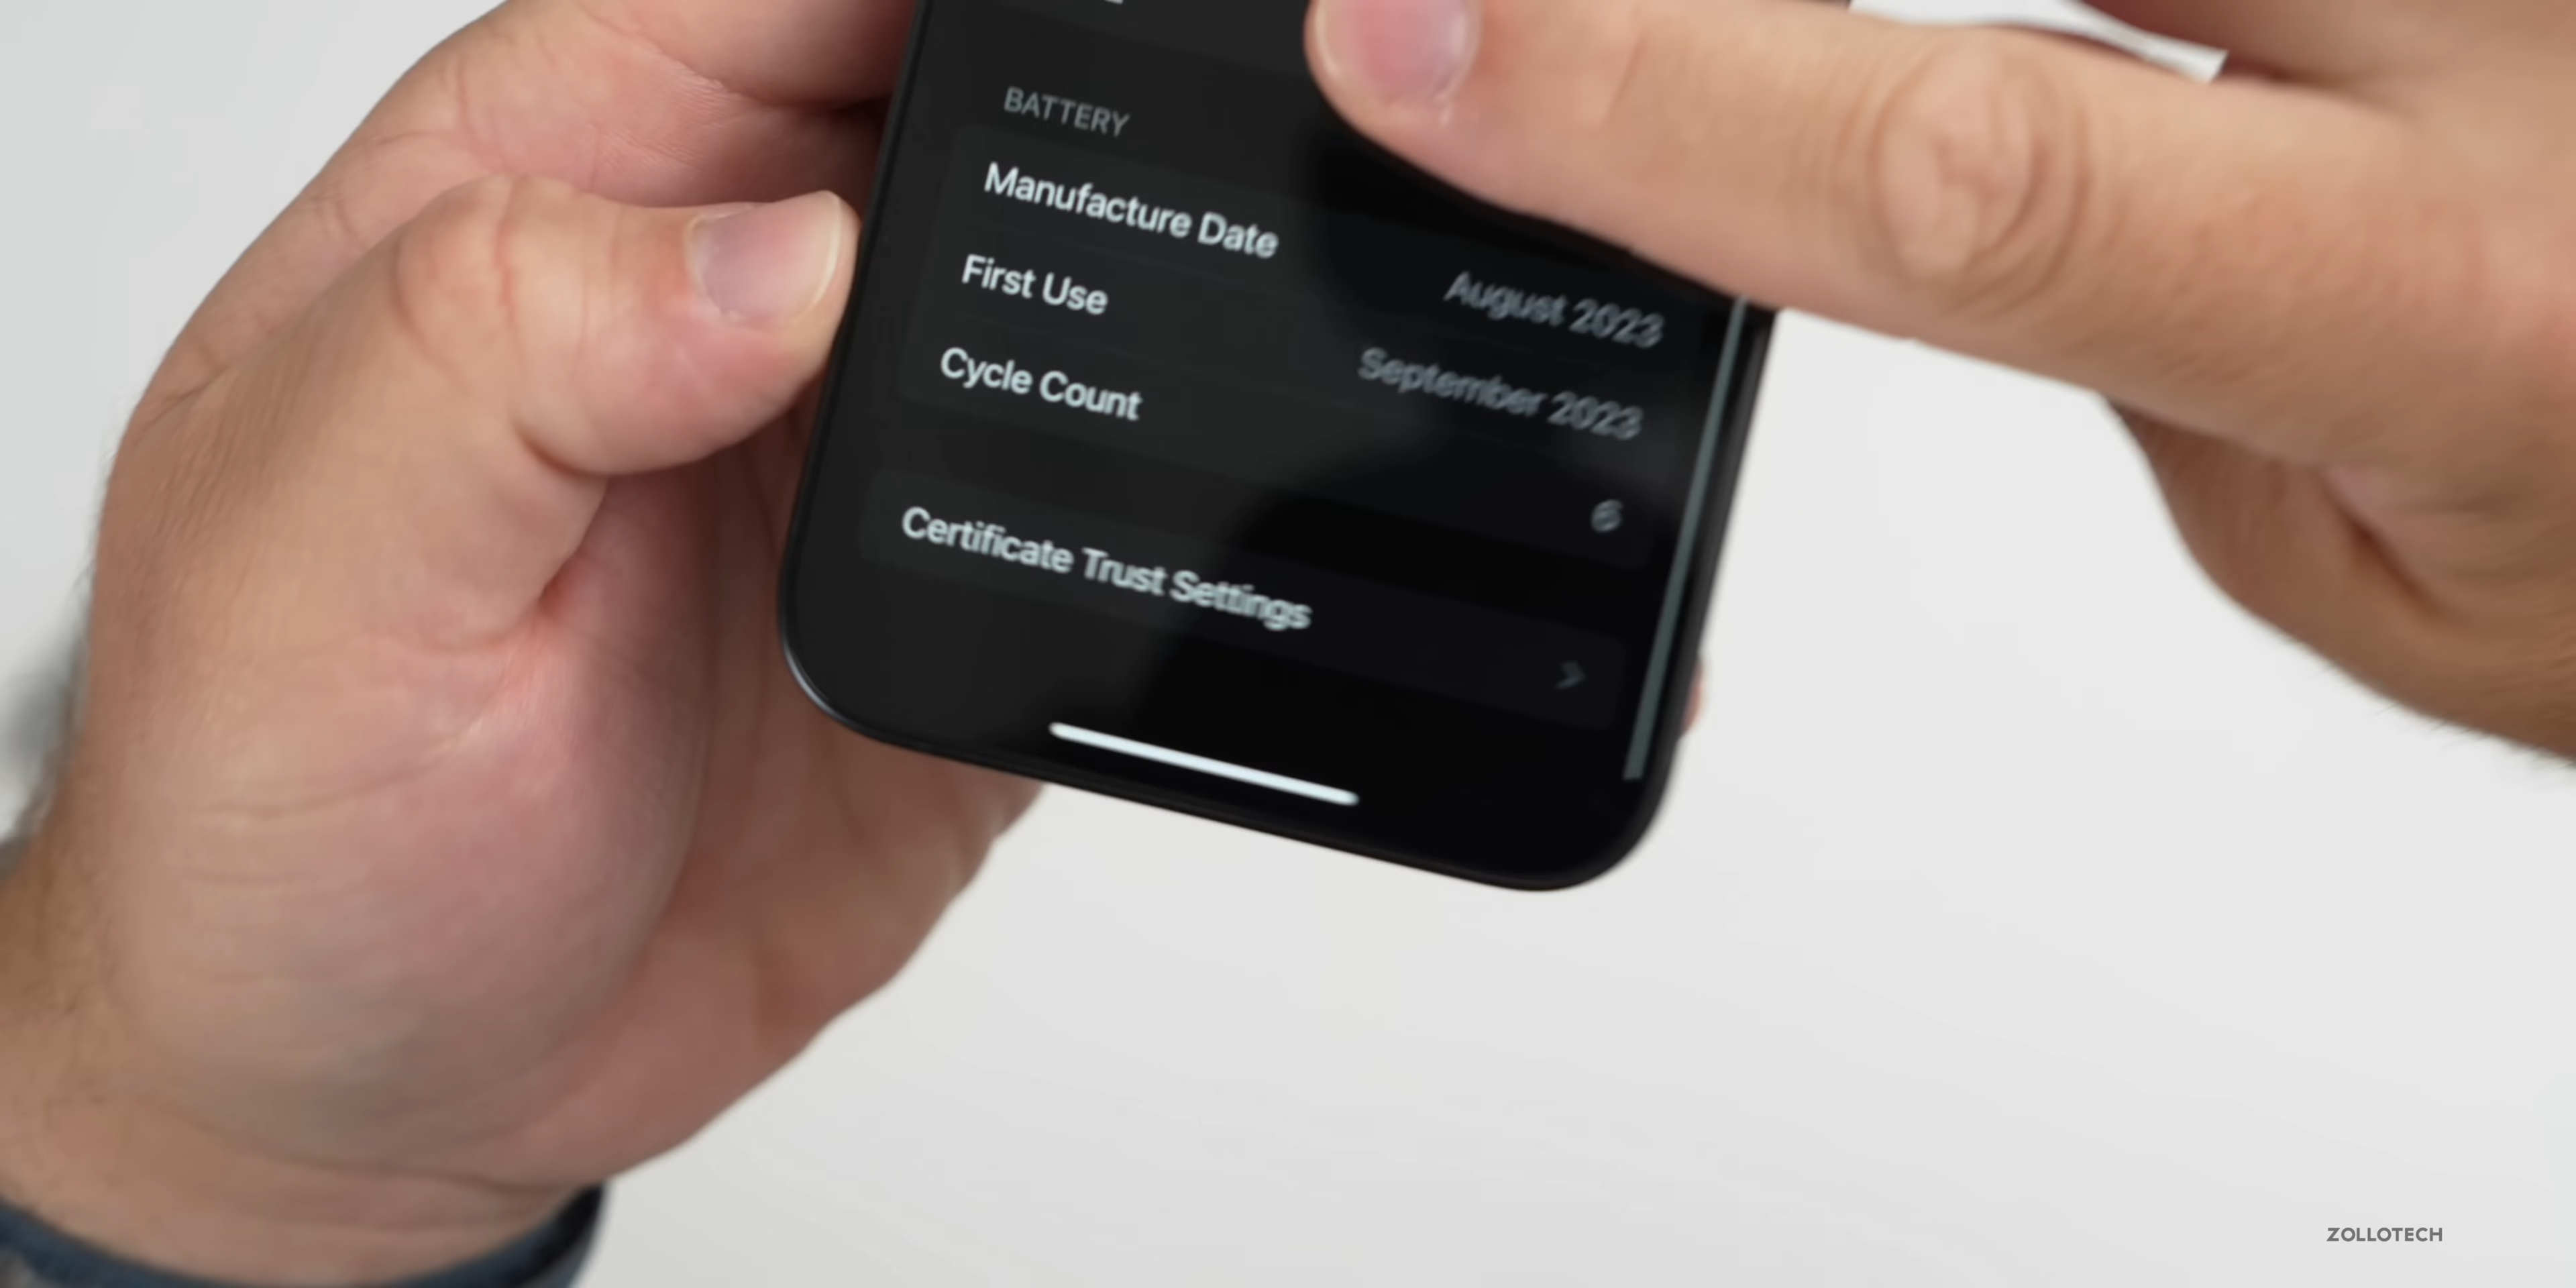 BATTERY
Manufacture Date
August 2023
First Use
September 2023
Cycle Count
6
Certificate Trust Settings
ZOLLOTECH